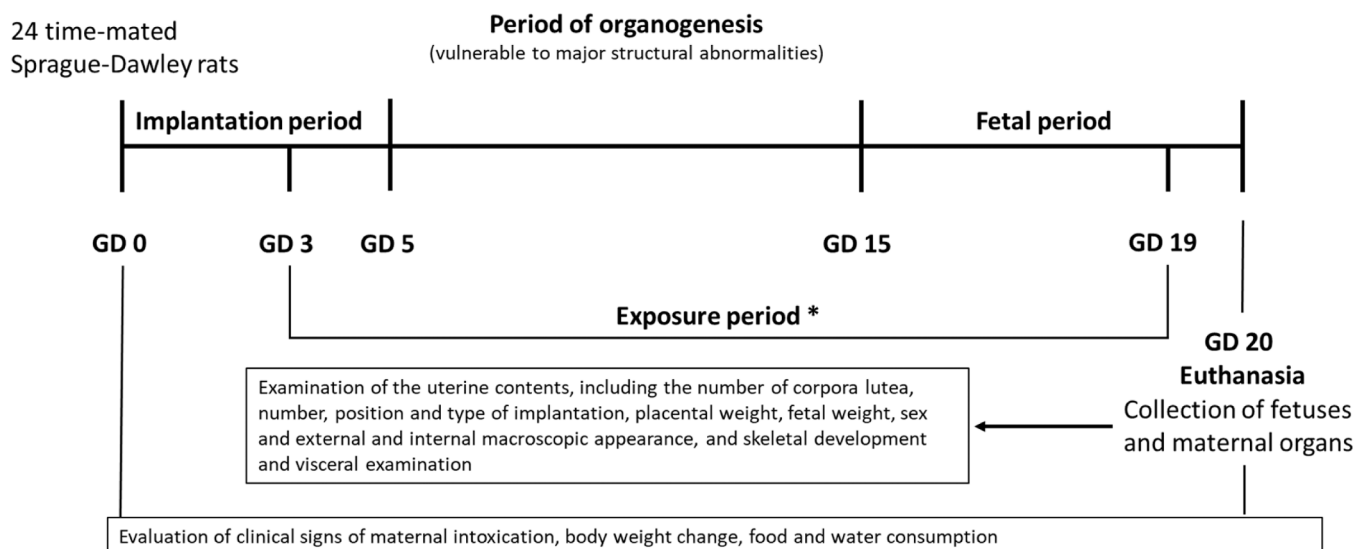 24 time-mated
Sprague-Dawley rats
Period of organogenesis
(vulnerable to major structural abnormalities)
Implantation period
Fetal period
GD 0
GD 3
GD 5
GD 15
GD 19
Exposure period *
GD 20
Euthanasia
Collection of fetuses
and maternal organs
Examination of the uterine contents, including the number of corpora lutea,
number, position and type of implantation, placental weight, fetal weight, sex
and external and internal macroscopic appearance, and skeletal development
and visceral examination
Evaluation of clinical signs of maternal intoxication, body weight change, food and water consumption